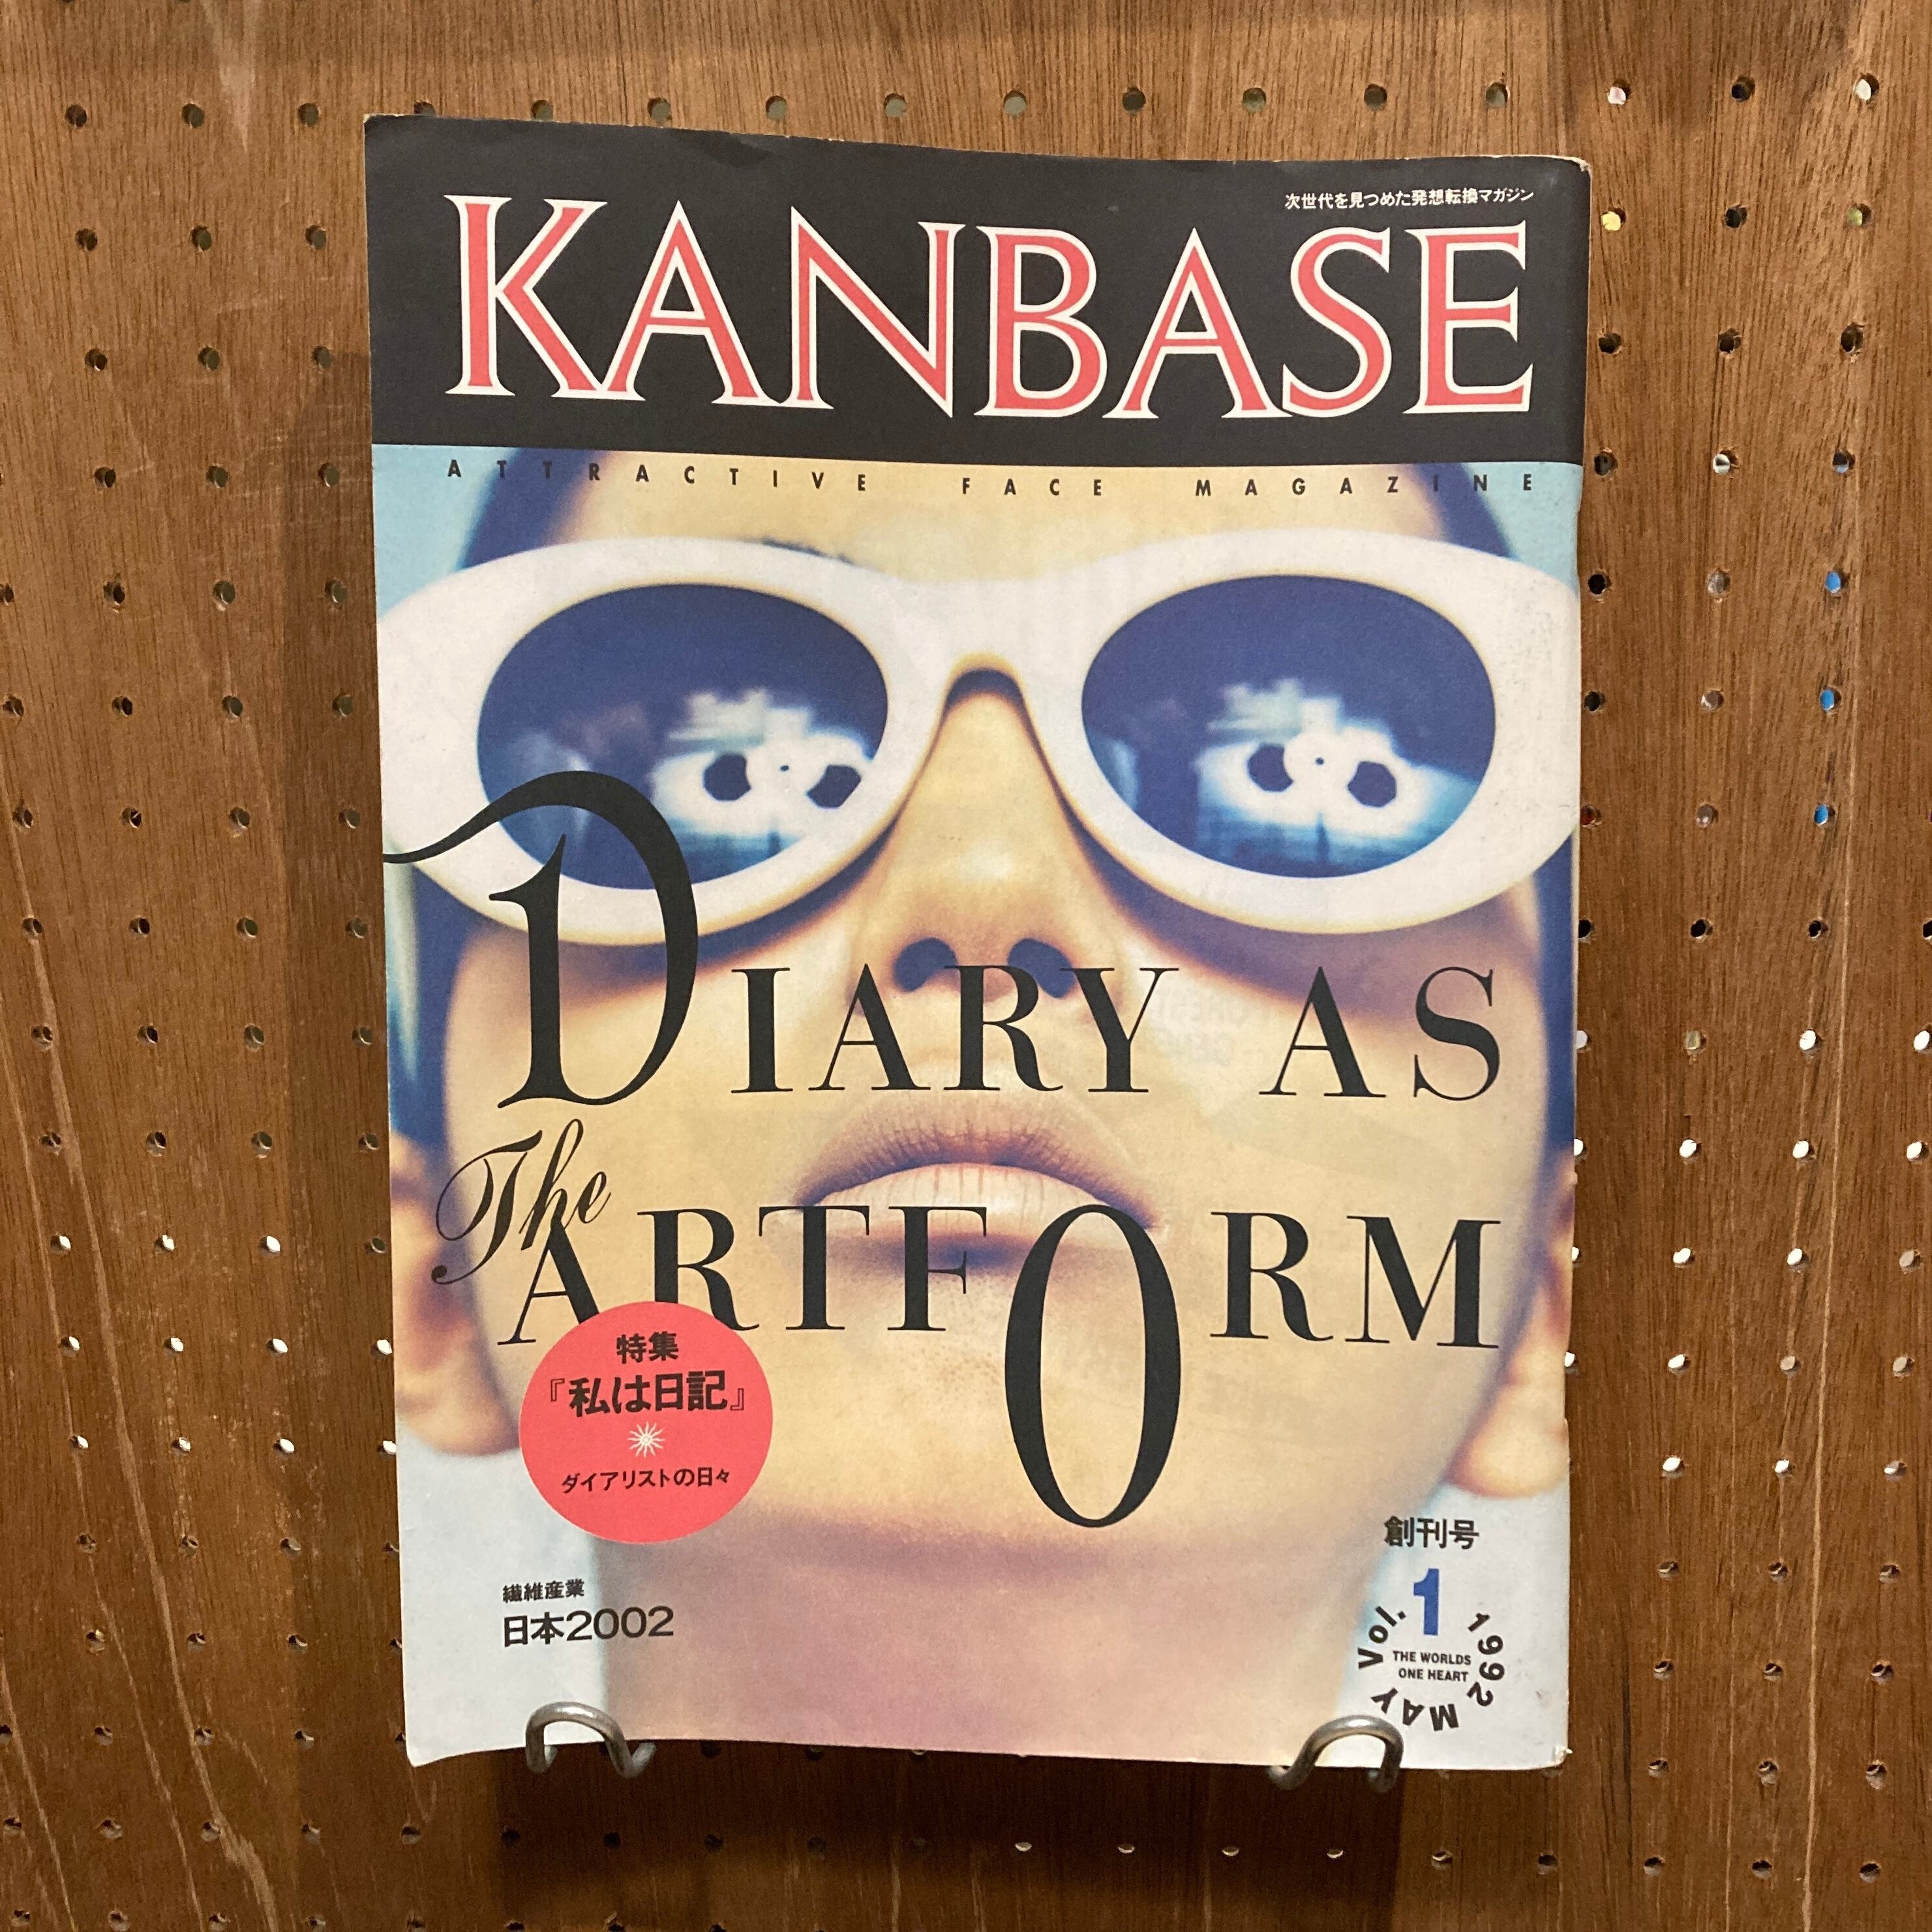 次世代を見つめた発想転換マガジン
KANBASE
ATTRACTIVE FACE MAGAZINE
DIARY AS
The
ARTFORM
特集
『私は日記』
ダイアリストの日々
繊維産業
日本2002
創刊号
1
Vol. MAY 1992
THE WORLDS
ONE HEART